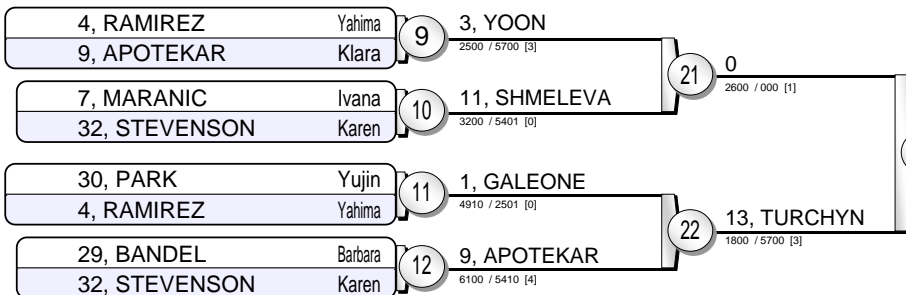 4, RAMIREZ Yahima
9, APOTEKAR Klara
9
3, YOON
2500 / 5700 [3]
7, MARANIC Ivana
32, STEVENSON Karen
10
11, SHMELEVA
3200 / 5401 [0]
21
0
2600 / 000 [1]
30, PARK Yujin
4, RAMIREZ Yahima
11
1, GALEONE
4910 / 2501 [0]
29, BANDEL Barbara
32, STEVENSON Karen
12
9, APOTEKAR
6100 / 5410 [4]
22
13, TURCHYN
1800 / 5700 [3]